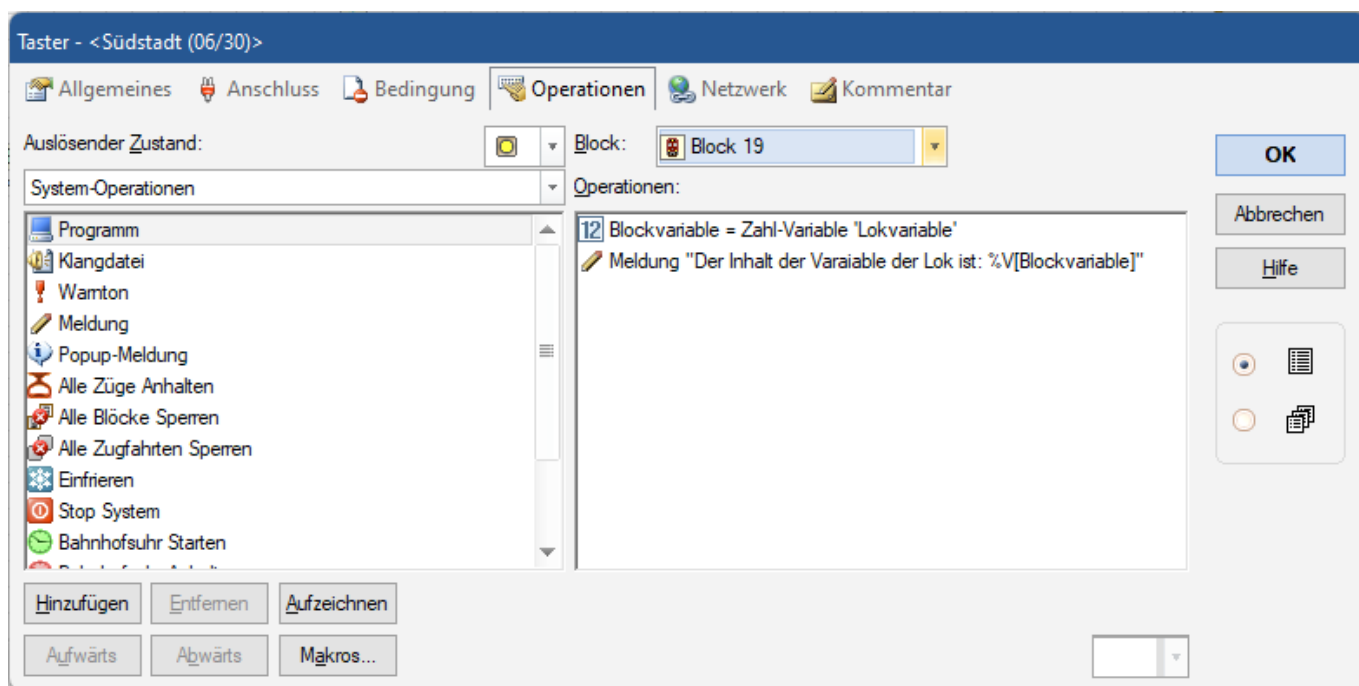 Taster - <Südstadt (06/30)>
Allgemeines Anschluss Bedingung Operationen Netzwerk Kommentar
Auslösender Zustand: Block: Block 19
OK
System-Operationen Operationen:
Programm
Klangdatei
Warnton
Meldung
Popup-Meldung
Alle Züge Anhalten
Alle Blöcke Sperren
Alle Zugfahrten Sperren
Einfrieren
Stop System
Bahnhofsuhr Starten
12 Blockvariable = Zahl-Variable 'Lokvariable'
Meldung "Der Inhalt der Varaiable der Lok ist: %V[Blockvariable]"
Abbrechen
Hilfe
Hinzufügen Entfernen Aufzeichnen
Aufwärts Abwärts Makros...